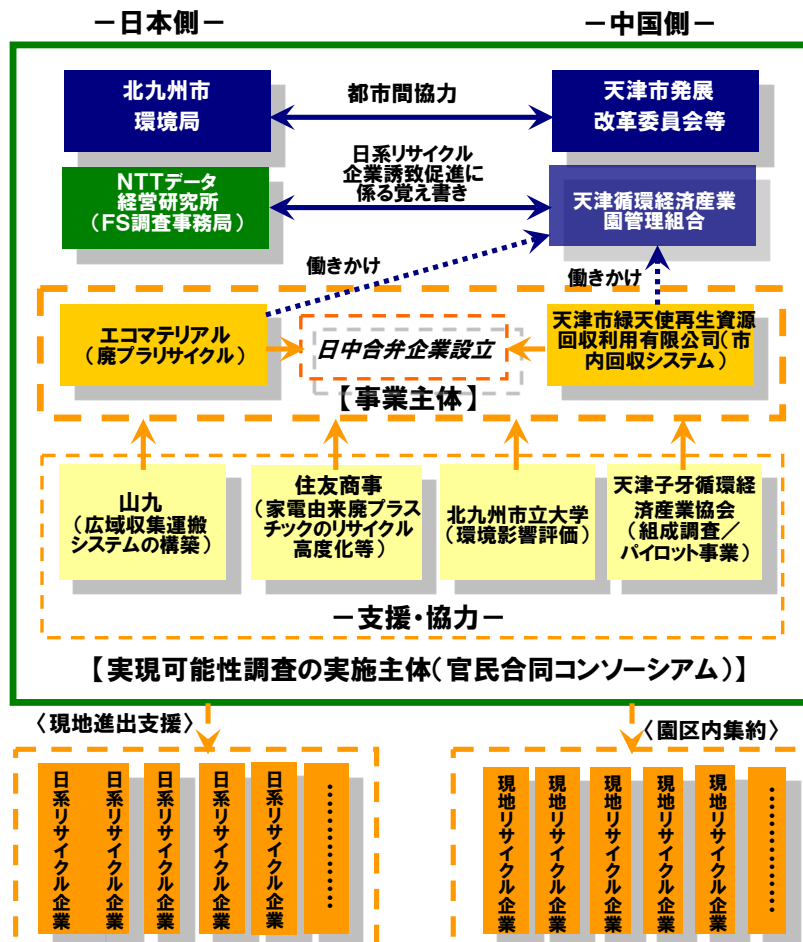 －日本側－
－中国側－
北九州市
環境局
都市間協力
天津市発展
改革委員会等
NTTデータ
経営研究所
（FS調査事務局）
日系リサイクル
企業誘致促進に
係る覚え書き
天津循環経済産業
園管理組合
働きかけ
働きかけ
エコマテリアル
（廃プラリサイクル）
日中合弁企業設立
天津市緑天使再生資源
回収利用有限公司（市
内回収システム）
【事業主体】
山九
（広域収集運搬
システムの構築）
住友商事
（家電由来廃プラス
チックのリサイクル
高度化等）
北九州市立大学
（環境影響評価）
天津子牙循環経
済産業協会
（組成調査／
パイロット事業）
－支援・協力－
【実現可能性調査の実施主体（官民合同コンソーシアム）】
〈現地進出支援〉
〈園区内集約〉
日系リサイクル企業
日系リサイクル企業
日系リサイクル企業
日系リサイクル企業
日系リサイクル企業
……………
現地リサイクル企業
現地リサイクル企業
現地リサイクル企業
現地リサイクル企業
現地リサイクル企業
……………